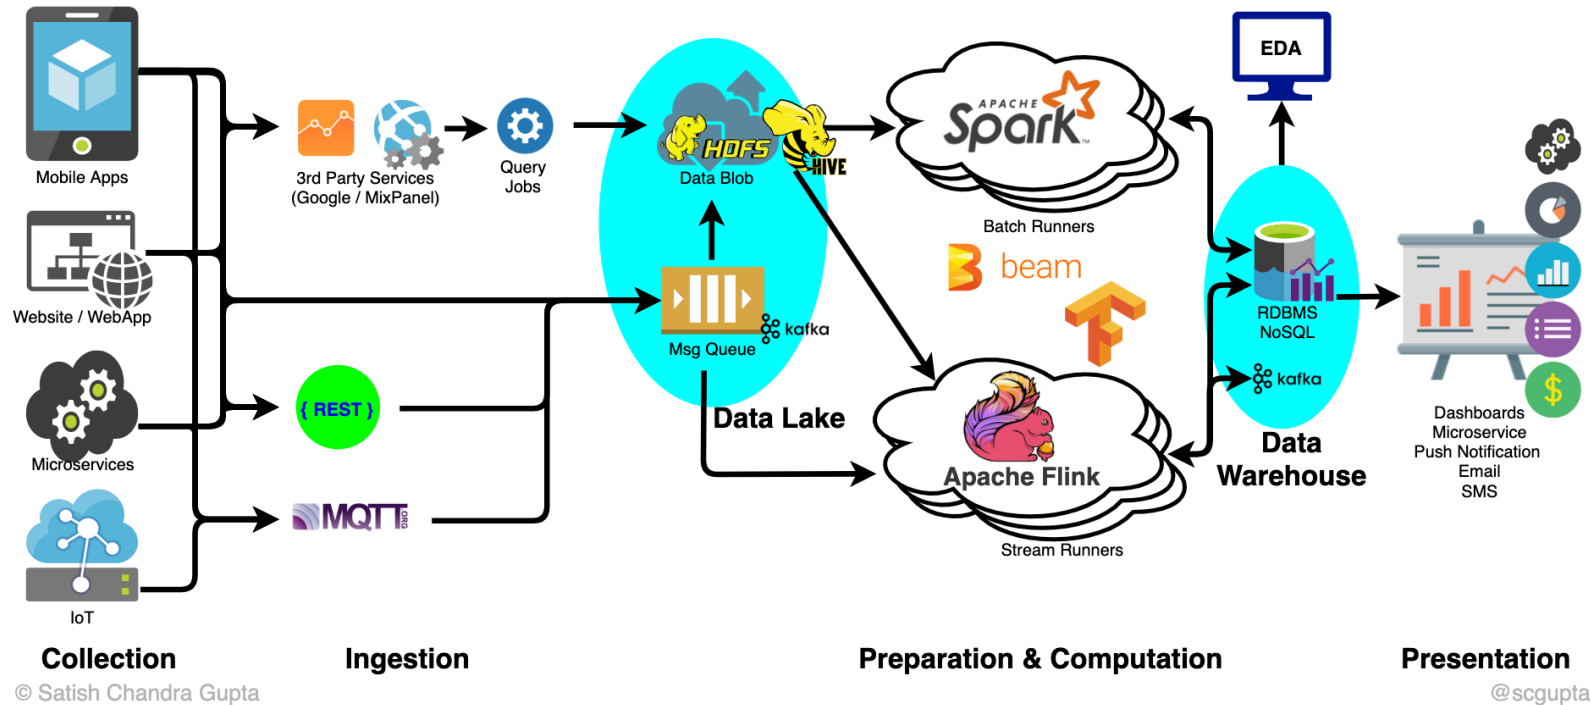 Mobile Apps
Website / WebApp
Microservices
IoT
Collection
© Satish Chandra Gupta
3rd Party Services
(Google / MixPanel)
Query
Jobs
{ REST }
MQTT
.ORG
Ingestion
HDFS
HIVE
Data Blob
Msg Queue
kafka
Data Lake
APACHE
Spark
TM
Batch Runners
beam
Apache Flink
Stream Runners
Preparation & Computation
EDA
RDBMS
NoSQL
kafka
Data
Warehouse
$
Dashboards
Microservice
Push Notification
Email
SMS
Presentation
@scgupta